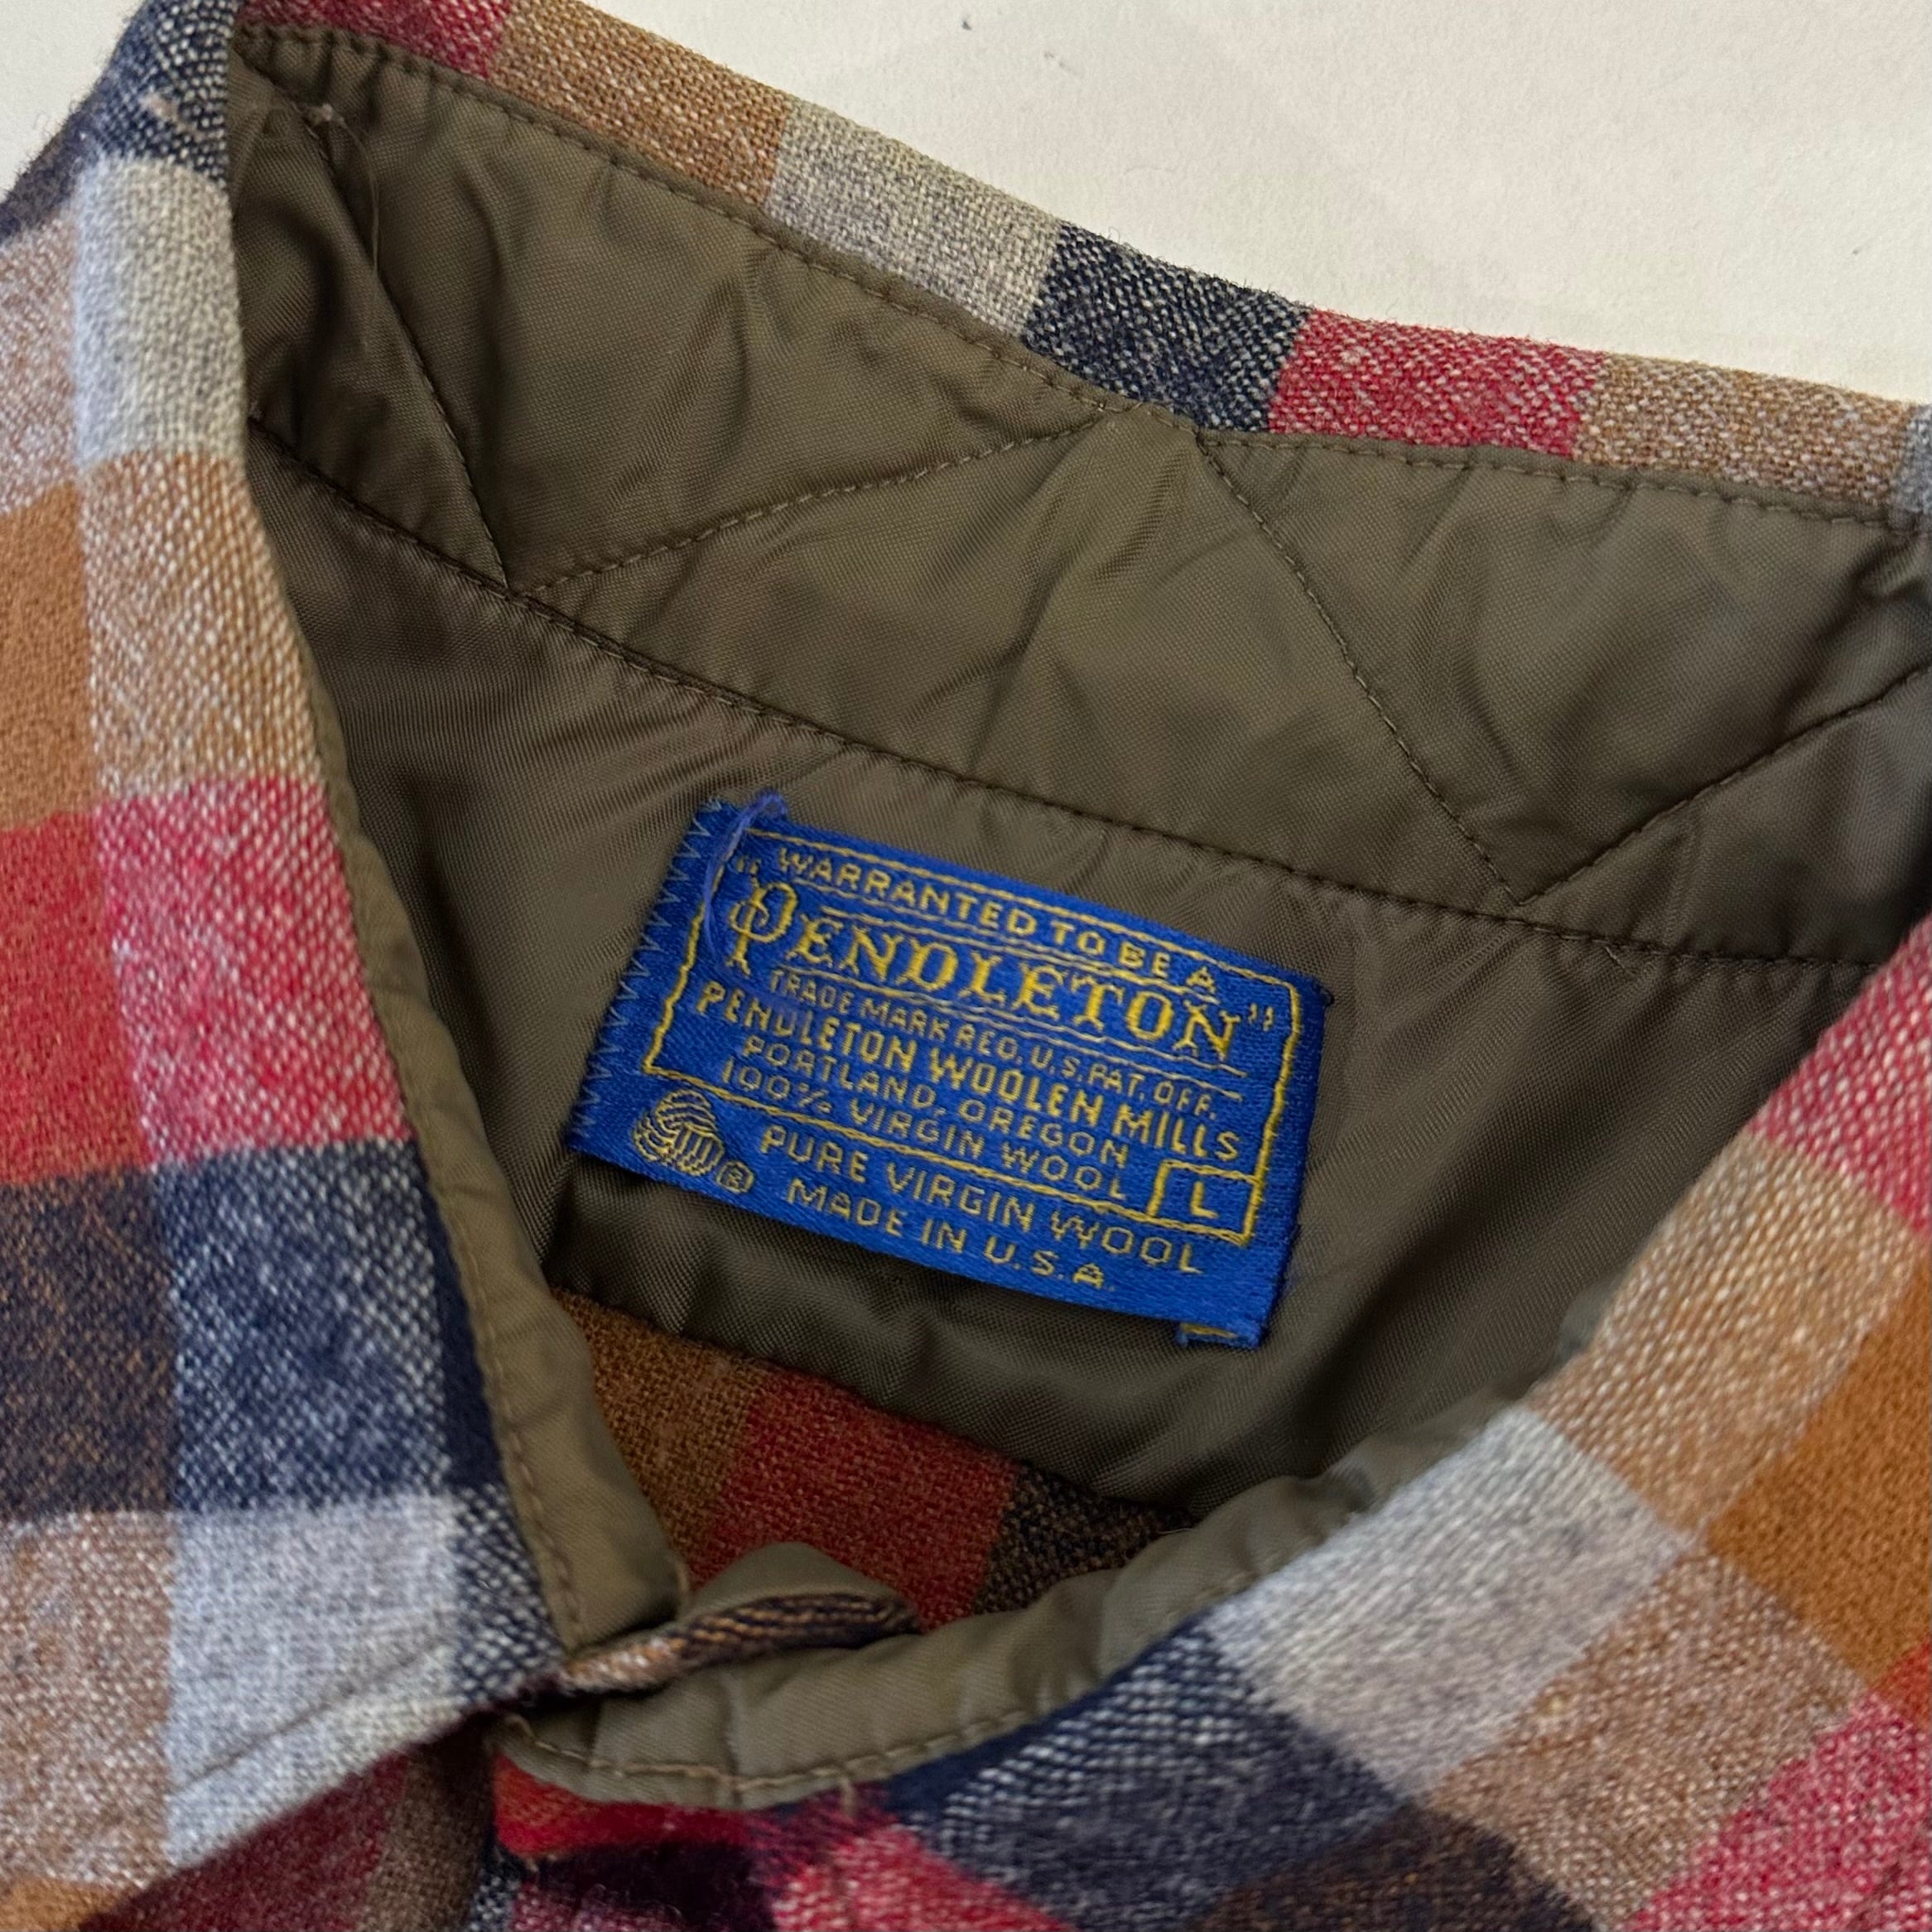 WARRANTED TO BE A
"PENDLETON"
TRADE MARK REG. U.S. PAT. OFF.
PENDLETON WOOLEN MILLS
PORTLAND, OREGON
100% VIRGIN WOOL L
® PURE VIRGIN WOOL
MADE IN U.S.A.